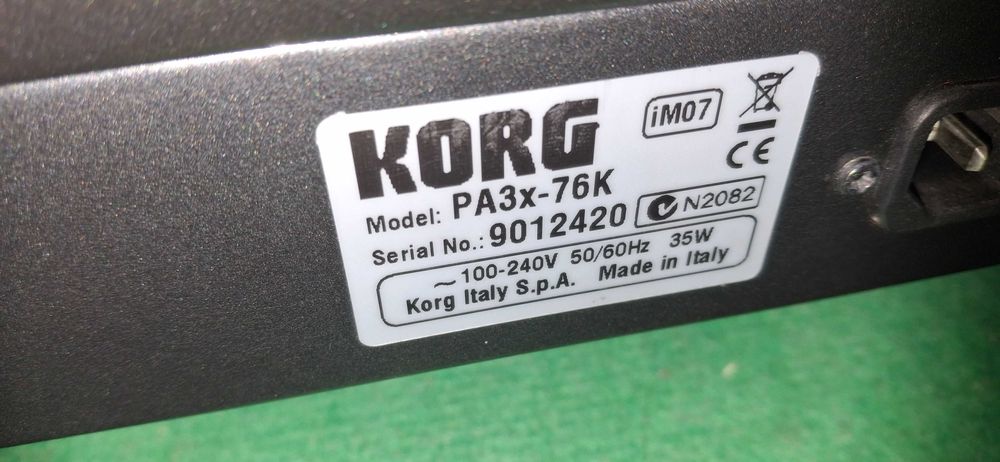 KORG
iM07
CE
Model: PA3x-76K
Serial No.: 9012420
N2082
~100-240V 50/60Hz 35W
Korg Italy S.p.A. Made in Italy